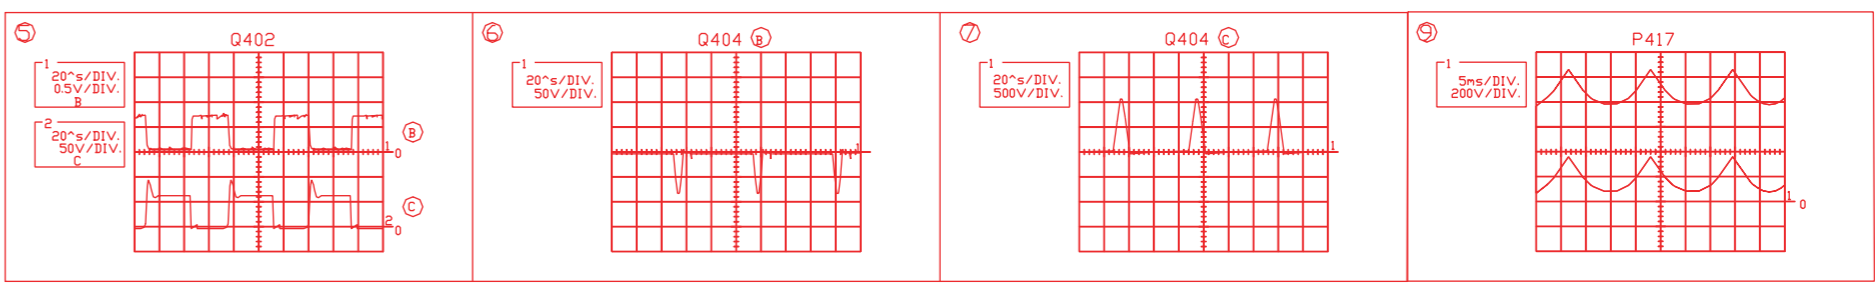 ⑤
Q402
1
20^s/DIV.
0.5V/DIV.
B
2
20^s/DIV.
50V/DIV.
C
B
1
0
C
2
0
⑥
Q404 Ⓑ
1
20^s/DIV.
50V/DIV.
1
⑦
Q404 Ⓒ
1
20^s/DIV.
500V/DIV.
1
⑨
P417
1
5ms/DIV.
200V/DIV.
1
0